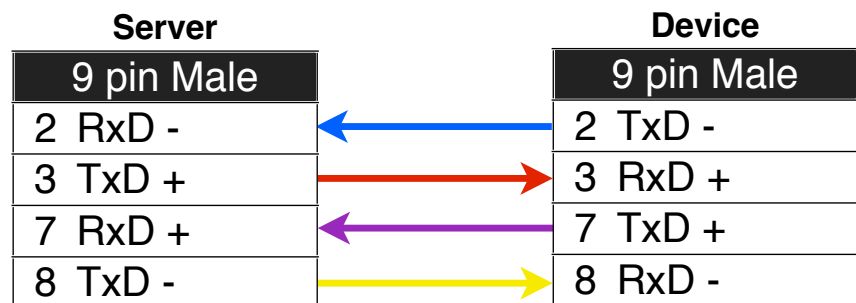 Server Device
9 pin Male 9 pin Male
2 RxD - 2 TxD -
3 TxD + 3 RxD +
7 RxD + 7 TxD +
8 TxD - 8 RxD -